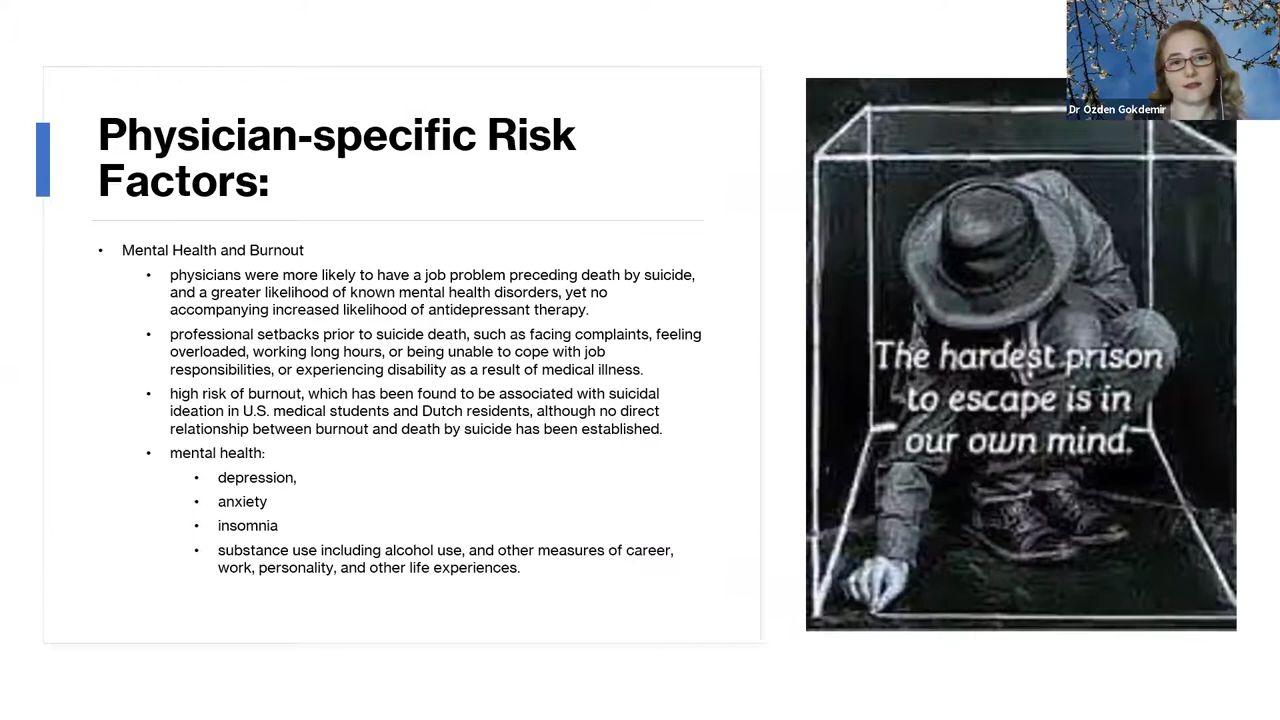 Physician-specific Risk
Factors:
• Mental Health and Burnout
• physicians were more likely to have a job problem preceding death by suicide,
and a greater likelihood of known mental health disorders, yet no
accompanying increased likelihood of antidepressant therapy.
• professional setbacks prior to suicide death, such as facing complaints, feeling
overloaded, working long hours, or being unable to cope with job
responsibilities, or experiencing disability as a result of medical illness.
• high risk of burnout, which has been found to be associated with suicidal
ideation in U.S. medical students and Dutch residents, although no direct
relationship between burnout and death by suicide has been established.
• mental health:
• depression,
• anxiety
• insomnia
• substance use including alcohol use, and other measures of career,
work, personality, and other life experiences.
Dr Ozden Gokdemir
The hardest prison
to escape is in
our own mind.